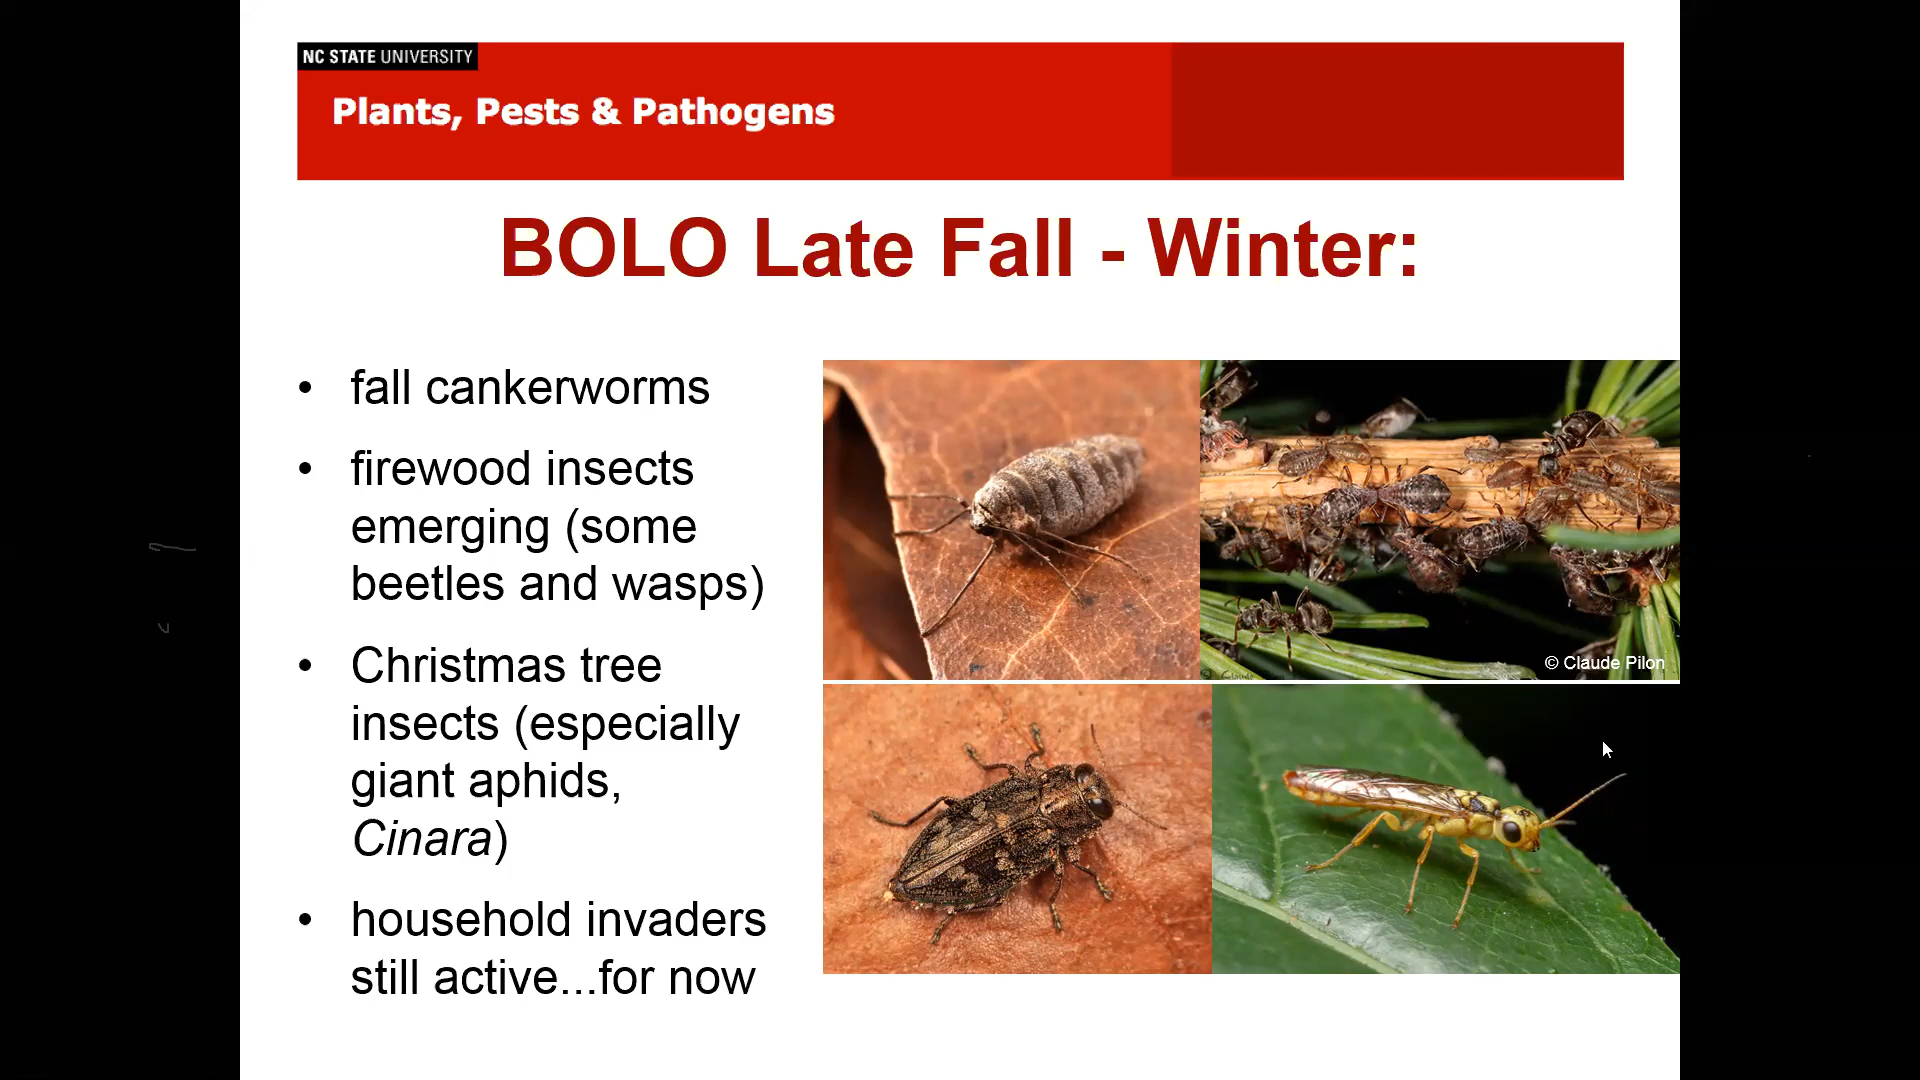 NC STATE UNIVERSITY
Plants, Pests & Pathogens
BOLO Late Fall - Winter:
• fall cankerworms
• firewood insects
emerging (some
beetles and wasps)
• Christmas tree
insects (especially
giant aphids,
Cinara)
• household invaders
still active...for now
© Claude Pilon